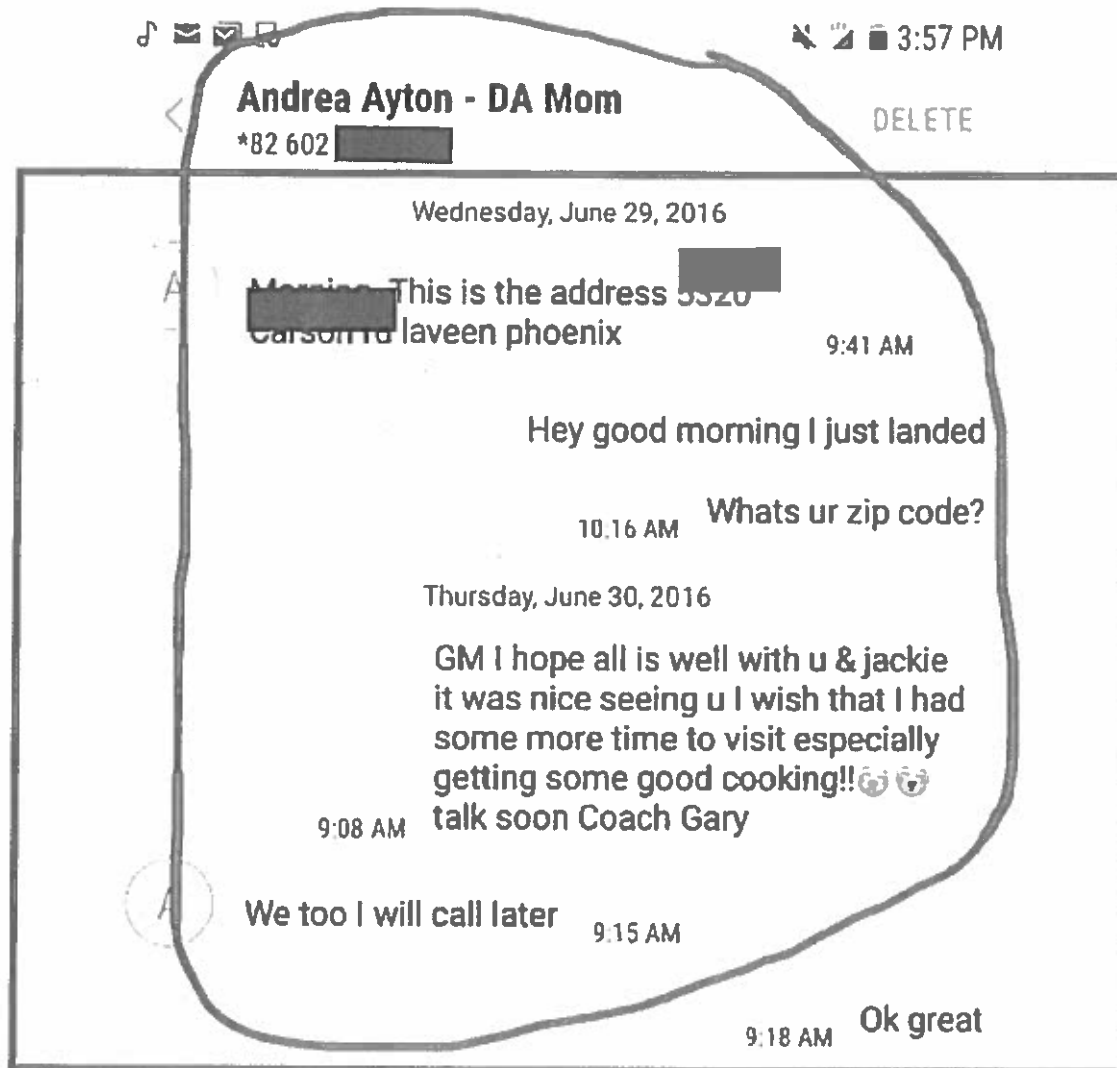 3:57 PM
Andrea Ayton - DA Mom
DELETE
*82 602
Wednesday, June 29, 2016
This is the address
laveen phoenix
9:41 AM
Hey good morning I just landed
Whats ur zip code?
10:16 AM
Thursday, June 30, 2016
GM I hope all is well with u & jackie
it was nice seeing u I wish that I had
some more time to visit especially
getting some good cooking!!
talk soon Coach Gary
9:08 AM
A
We too I will call later
9:15 AM
Ok great
9:18 AM